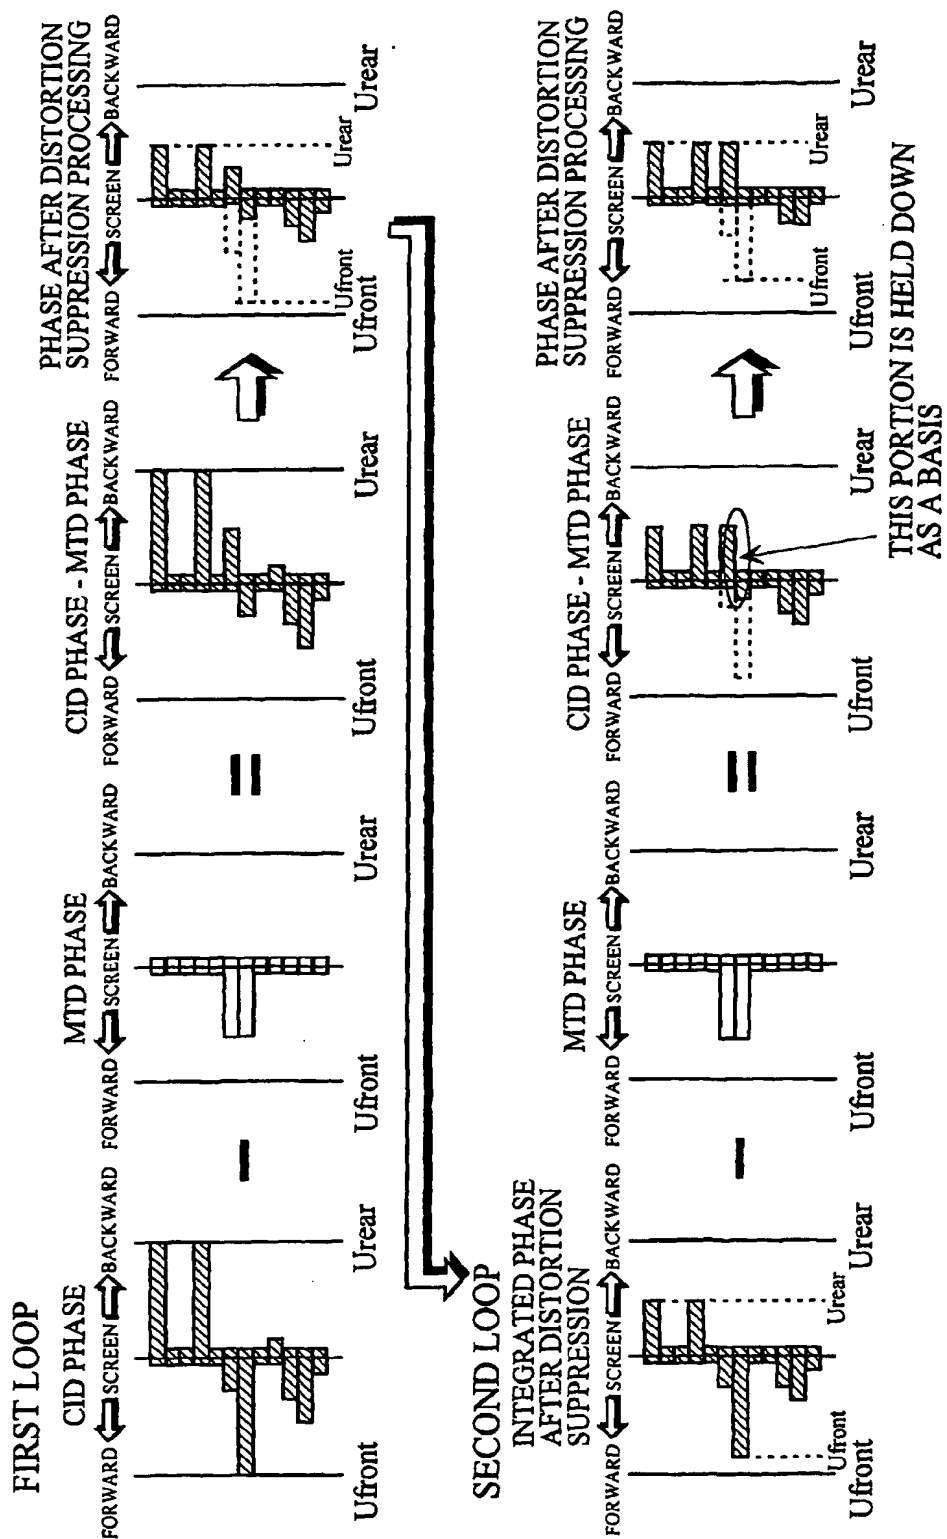 FIRST LOOP
CID PHASE
FORWARD SCREEN BACKWARD
Ufront
Urear
MTD PHASE
FORWARD SCREEN BACKWARD
Ufront
Urear
CID PHASE - MTD PHASE
FORWARD SCREEN BACKWARD
Ufront
Urear
PHASE AFTER DISTORTION
SUPPRESSION PROCESSING
FORWARD SCREEN BACKWARD
Ufront
Urear
Ufront
Urear
SECOND LOOP
INTEGRATED PHASE
AFTER DISTORTION
SUPPRESSION
FORWARD SCREEN BACKWARD
Ufront
Urear
Ufront
Urear
MTD PHASE
FORWARD SCREEN BACKWARD
Ufront
Urear
CID PHASE - MTD PHASE
FORWARD SCREEN BACKWARD
Ufront
Urear
THIS PORTION IS HELD DOWN
AS A BASIS
PHASE AFTER DISTORTION
SUPPRESSION PROCESSING
FORWARD SCREEN BACKWARD
Ufront
Urear
Ufront
Urear